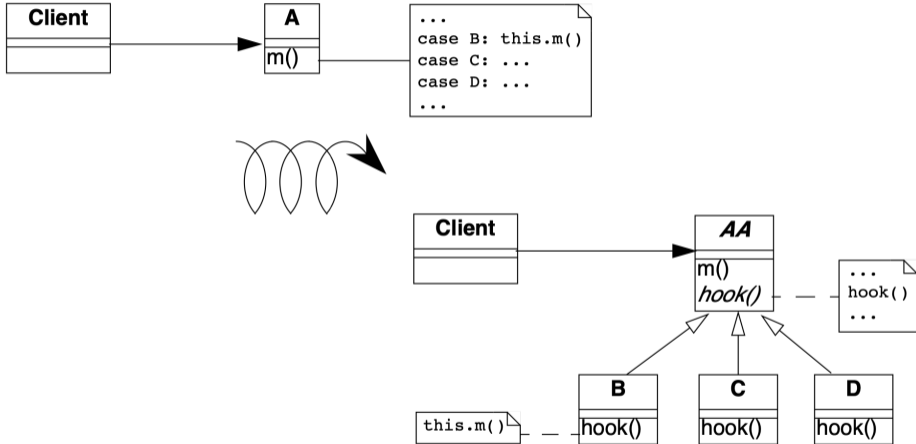 Client
A
m()
...
case B: this.m()
case C: ...
case D: ...
...
Client
AA
m()
hook()
...
hook()
...
B
C
D
this.m()
hook()
hook()
hook()